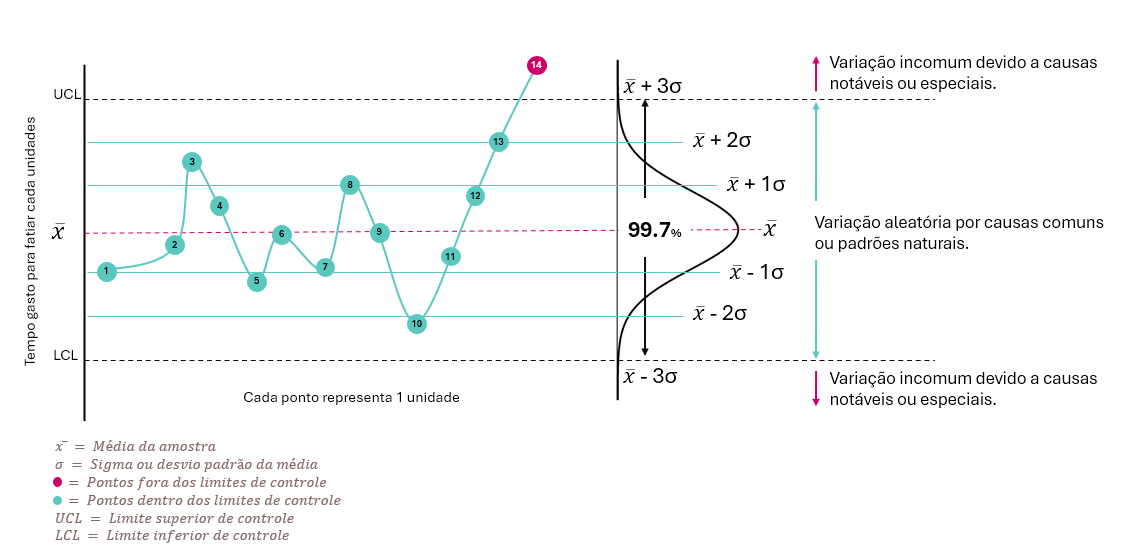 Tempo gasto para fatiar cada unidades
UCL
x̅
LCL
1
2
3
4
5
6
7
8
9
10
11
12
13
14
Cada ponto representa 1 unidade
x̅ + 3σ
x̅ + 2σ
x̅ + 1σ
99.7%
x̅
x̅ - 1σ
x̅ - 2σ
x̅ - 3σ
Variação incomum devido a causas
notáveis ou especiais.
Variação aleatória por causas comuns
ou padrões naturais.
Variação incomum devido a causas
notáveis ou especiais.
x¯ = Média da amostra
σ = Sigma ou desvio padrão da média
= Pontos fora dos limites de controle
= Pontos dentro dos limites de controle
UCL = Limite superior de controle
LCL = Limite inferior de controle